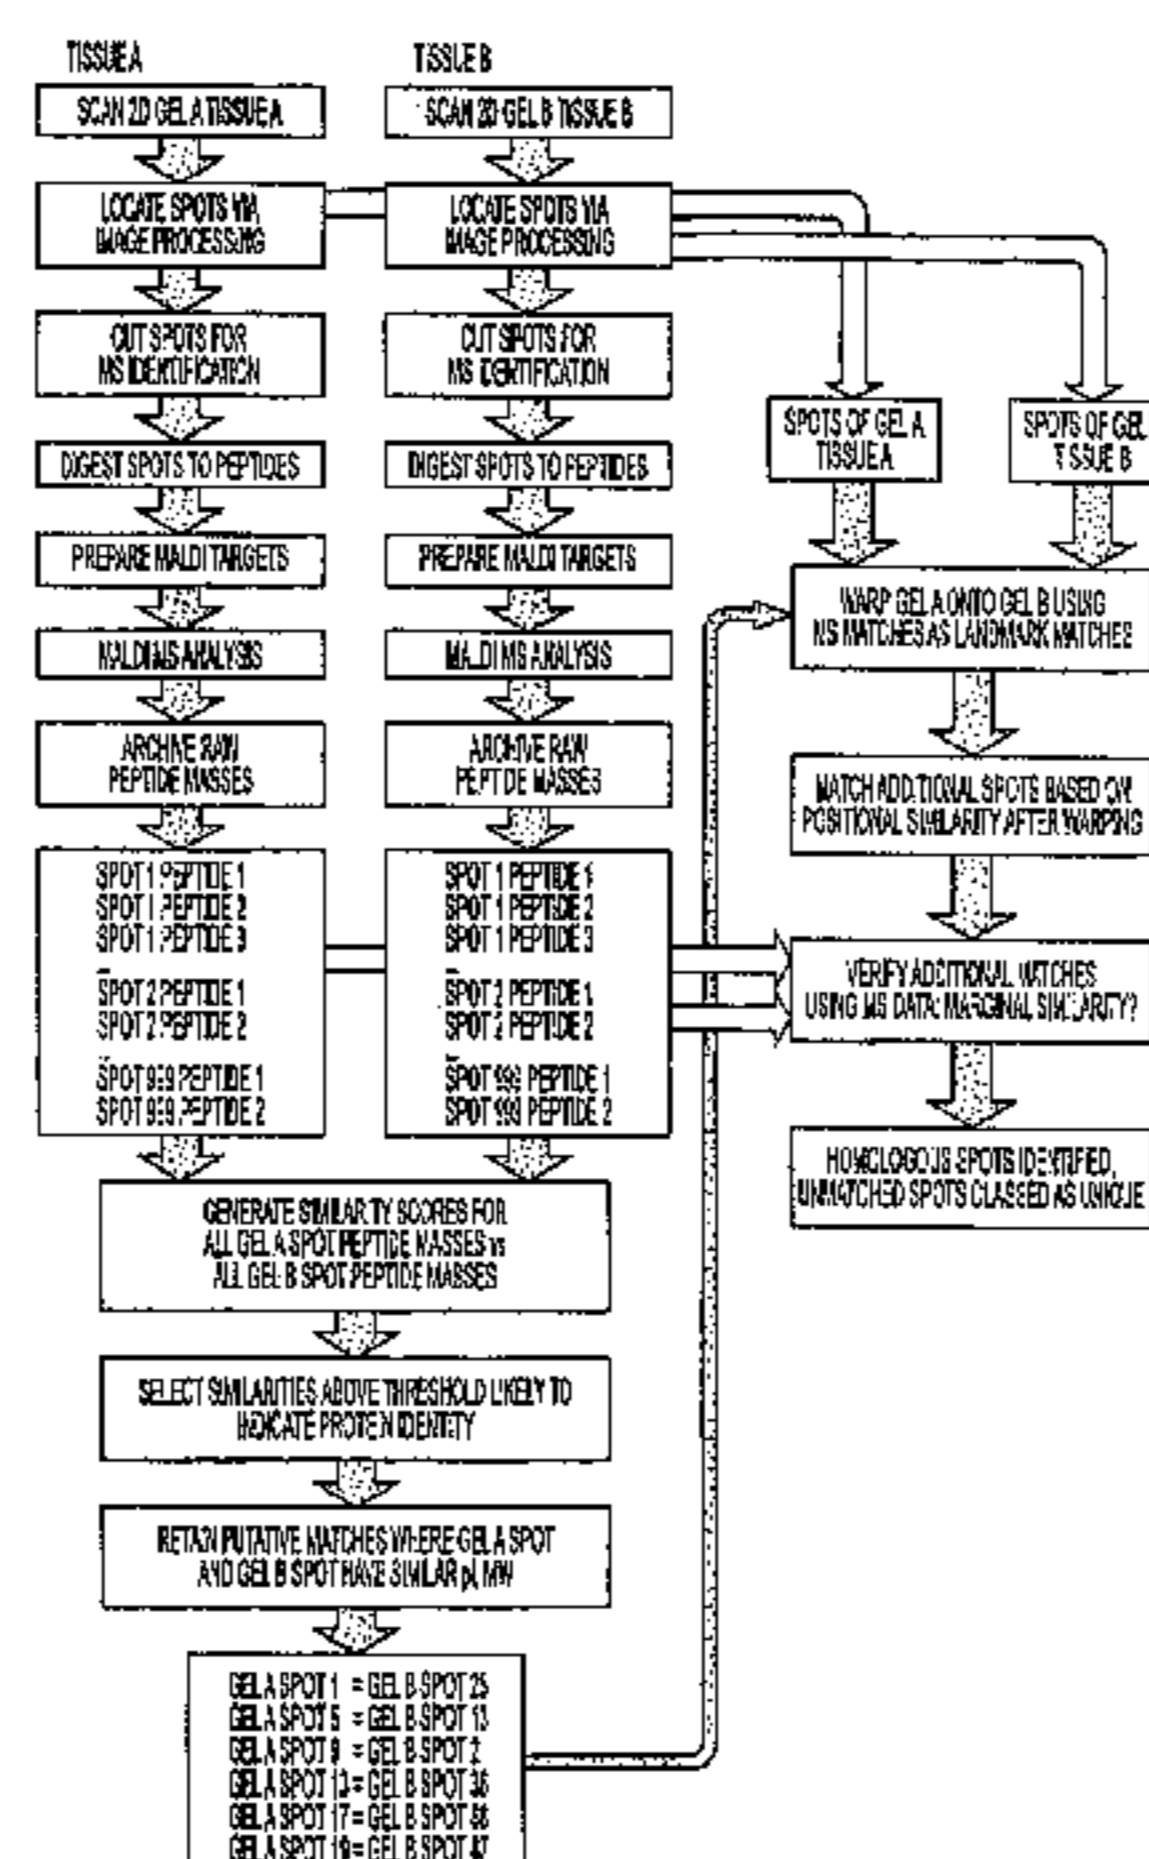 TISSUE A
SCAN 2D GEL A TISSUE A
LOCATE SPOTS VIA
IMAGE PROCESSING
CUT SPOTS FOR
MS IDENTIFICATION
DIGEST SPOTS TO PEPTIDES
PREPARE MALDI TARGETS
MALDI MS ANALYSIS
ARCHIVE RAW
PEPTIDE MASSES
SPOT 1 PEPTIDE 1
SPOT 1 PEPTIDE 2
SPOT 1 PEPTIDE 3
...
SPOT 2 PEPTIDE 1
SPOT 2 PEPTIDE 2
...
SPOT 999 PEPTIDE 1
SPOT 999 PEPTIDE 2
TISSUE B
SCAN 2D GEL B TISSUE B
LOCATE SPOTS VIA
IMAGE PROCESSING
CUT SPOTS FOR
MS IDENTIFICATION
DIGEST SPOTS TO PEPTIDES
PREPARE MALDI TARGETS
MALDI MS ANALYSIS
ARCHIVE RAW
PEPTIDE MASSES
SPOT 1 PEPTIDE 1
SPOT 1 PEPTIDE 2
SPOT 1 PEPTIDE 3
...
SPOT 2 PEPTIDE 1
SPOT 2 PEPTIDE 2
...
SPOT 999 PEPTIDE 1
SPOT 999 PEPTIDE 2
GENERATE SIMILARITY SCORES FOR
ALL GEL A SPOT PEPTIDE MASSES vs
ALL GEL B SPOT PEPTIDE MASSES
SELECT SIMILARITIES ABOVE THRESHOLD LIKELY TO
INDICATE PROTEIN IDENTITY
RETAIN PUTATIVE MATCHES WHERE GEL A SPOT
AND GEL B SPOT HAVE SIMILAR pI, MW
GEL A SPOT 1 = GEL B SPOT 25
GEL A SPOT 5 = GEL B SPOT 13
GEL A SPOT 9 = GEL B SPOT 2
GEL A SPOT 13 = GEL B SPOT 36
GEL A SPOT 17 = GEL B SPOT
GEL A SPOT 19 = GEL B SPOT
SPOTS OF GEL A
TISSUE A
SPOTS OF GEL
TISSUE B
WARP GEL A ONTO GEL B USING
MS MATCHES AS LANDMARK MATCHES
MATCH ADDITIONAL SPOTS BASED ON
POSITIONAL SIMILARITY AFTER WARPING
VERIFY ADDITIONAL MATCHES
USING MS DATA: MARGINAL SIMILARITY?
HOMOLOGOUS SPOTS IDENTIFIED,
UNMATCHED SPOTS CLASSED AS UNIQUE